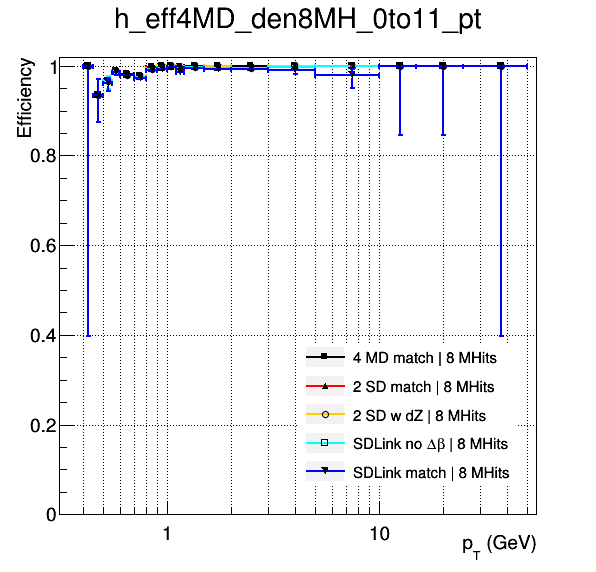 h_eff4MD_den8MH_0to11_pt
Efficiency
1
0.8
0.6
0.4
0.2
0
4 MD match | 8 MHits
2 SD match | 8 MHits
2 SD w dZ | 8 MHits
SDLink no Δβ | 8 MHits
SDLink match | 8 MHits
1
10
p_T (GeV)